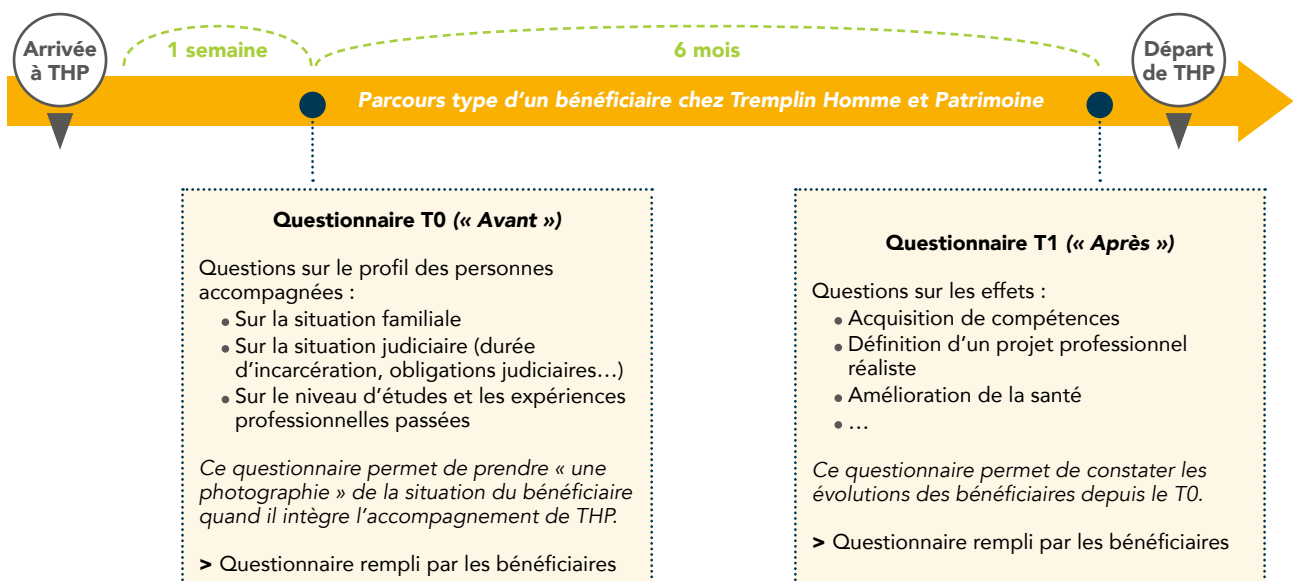 Arrivée
à THP
1 semaine
6 mois
Départ
de THP
Parcours type d’un bénéficiaire chez Tremplin Homme et Patrimoine
Questionnaire T0 (« Avant »)
Questions sur le profil des personnes
accompagnées :
• Sur la situation familiale
• Sur la situation judiciaire (durée
d’incarcération, obligations judiciaires…)
• Sur le niveau d’études et les expériences
professionnelles passées
Ce questionnaire permet de prendre « une
photographie » de la situation du bénéficiaire
quand il intègre l’accompagnement de THP.
> Questionnaire rempli par les bénéficiaires
Questionnaire T1 (« Après »)
Questions sur les effets :
• Acquisition de compétences
• Définition d’un projet professionnel
réaliste
• Amélioration de la santé
• …
Ce questionnaire permet de constater les
évolutions des bénéficiaires depuis le T0.
> Questionnaire rempli par les bénéficiaires